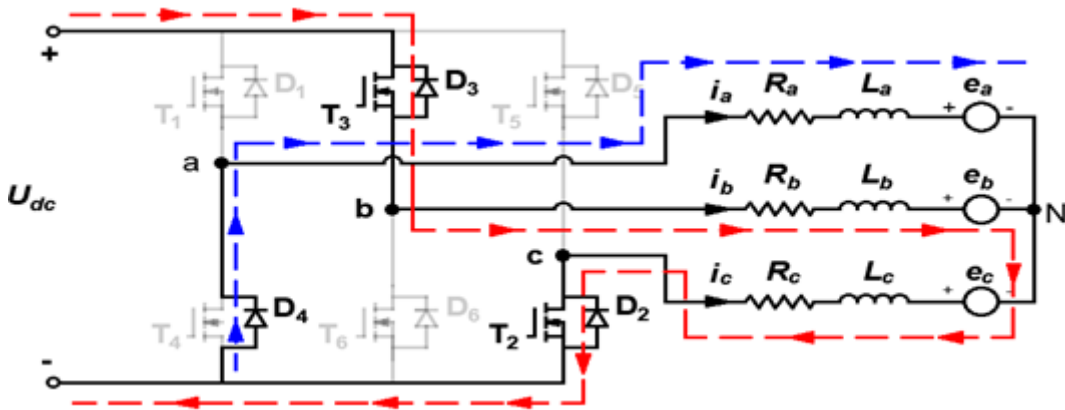 +
D1
D3
D5
T1
T3
T5
ia Ra La + ea -
a
Udc
b
ib Rb Lb + eb -
N
c
ic Rc Lc + ec -
D4
D6
D2
T4
T6
T2
-